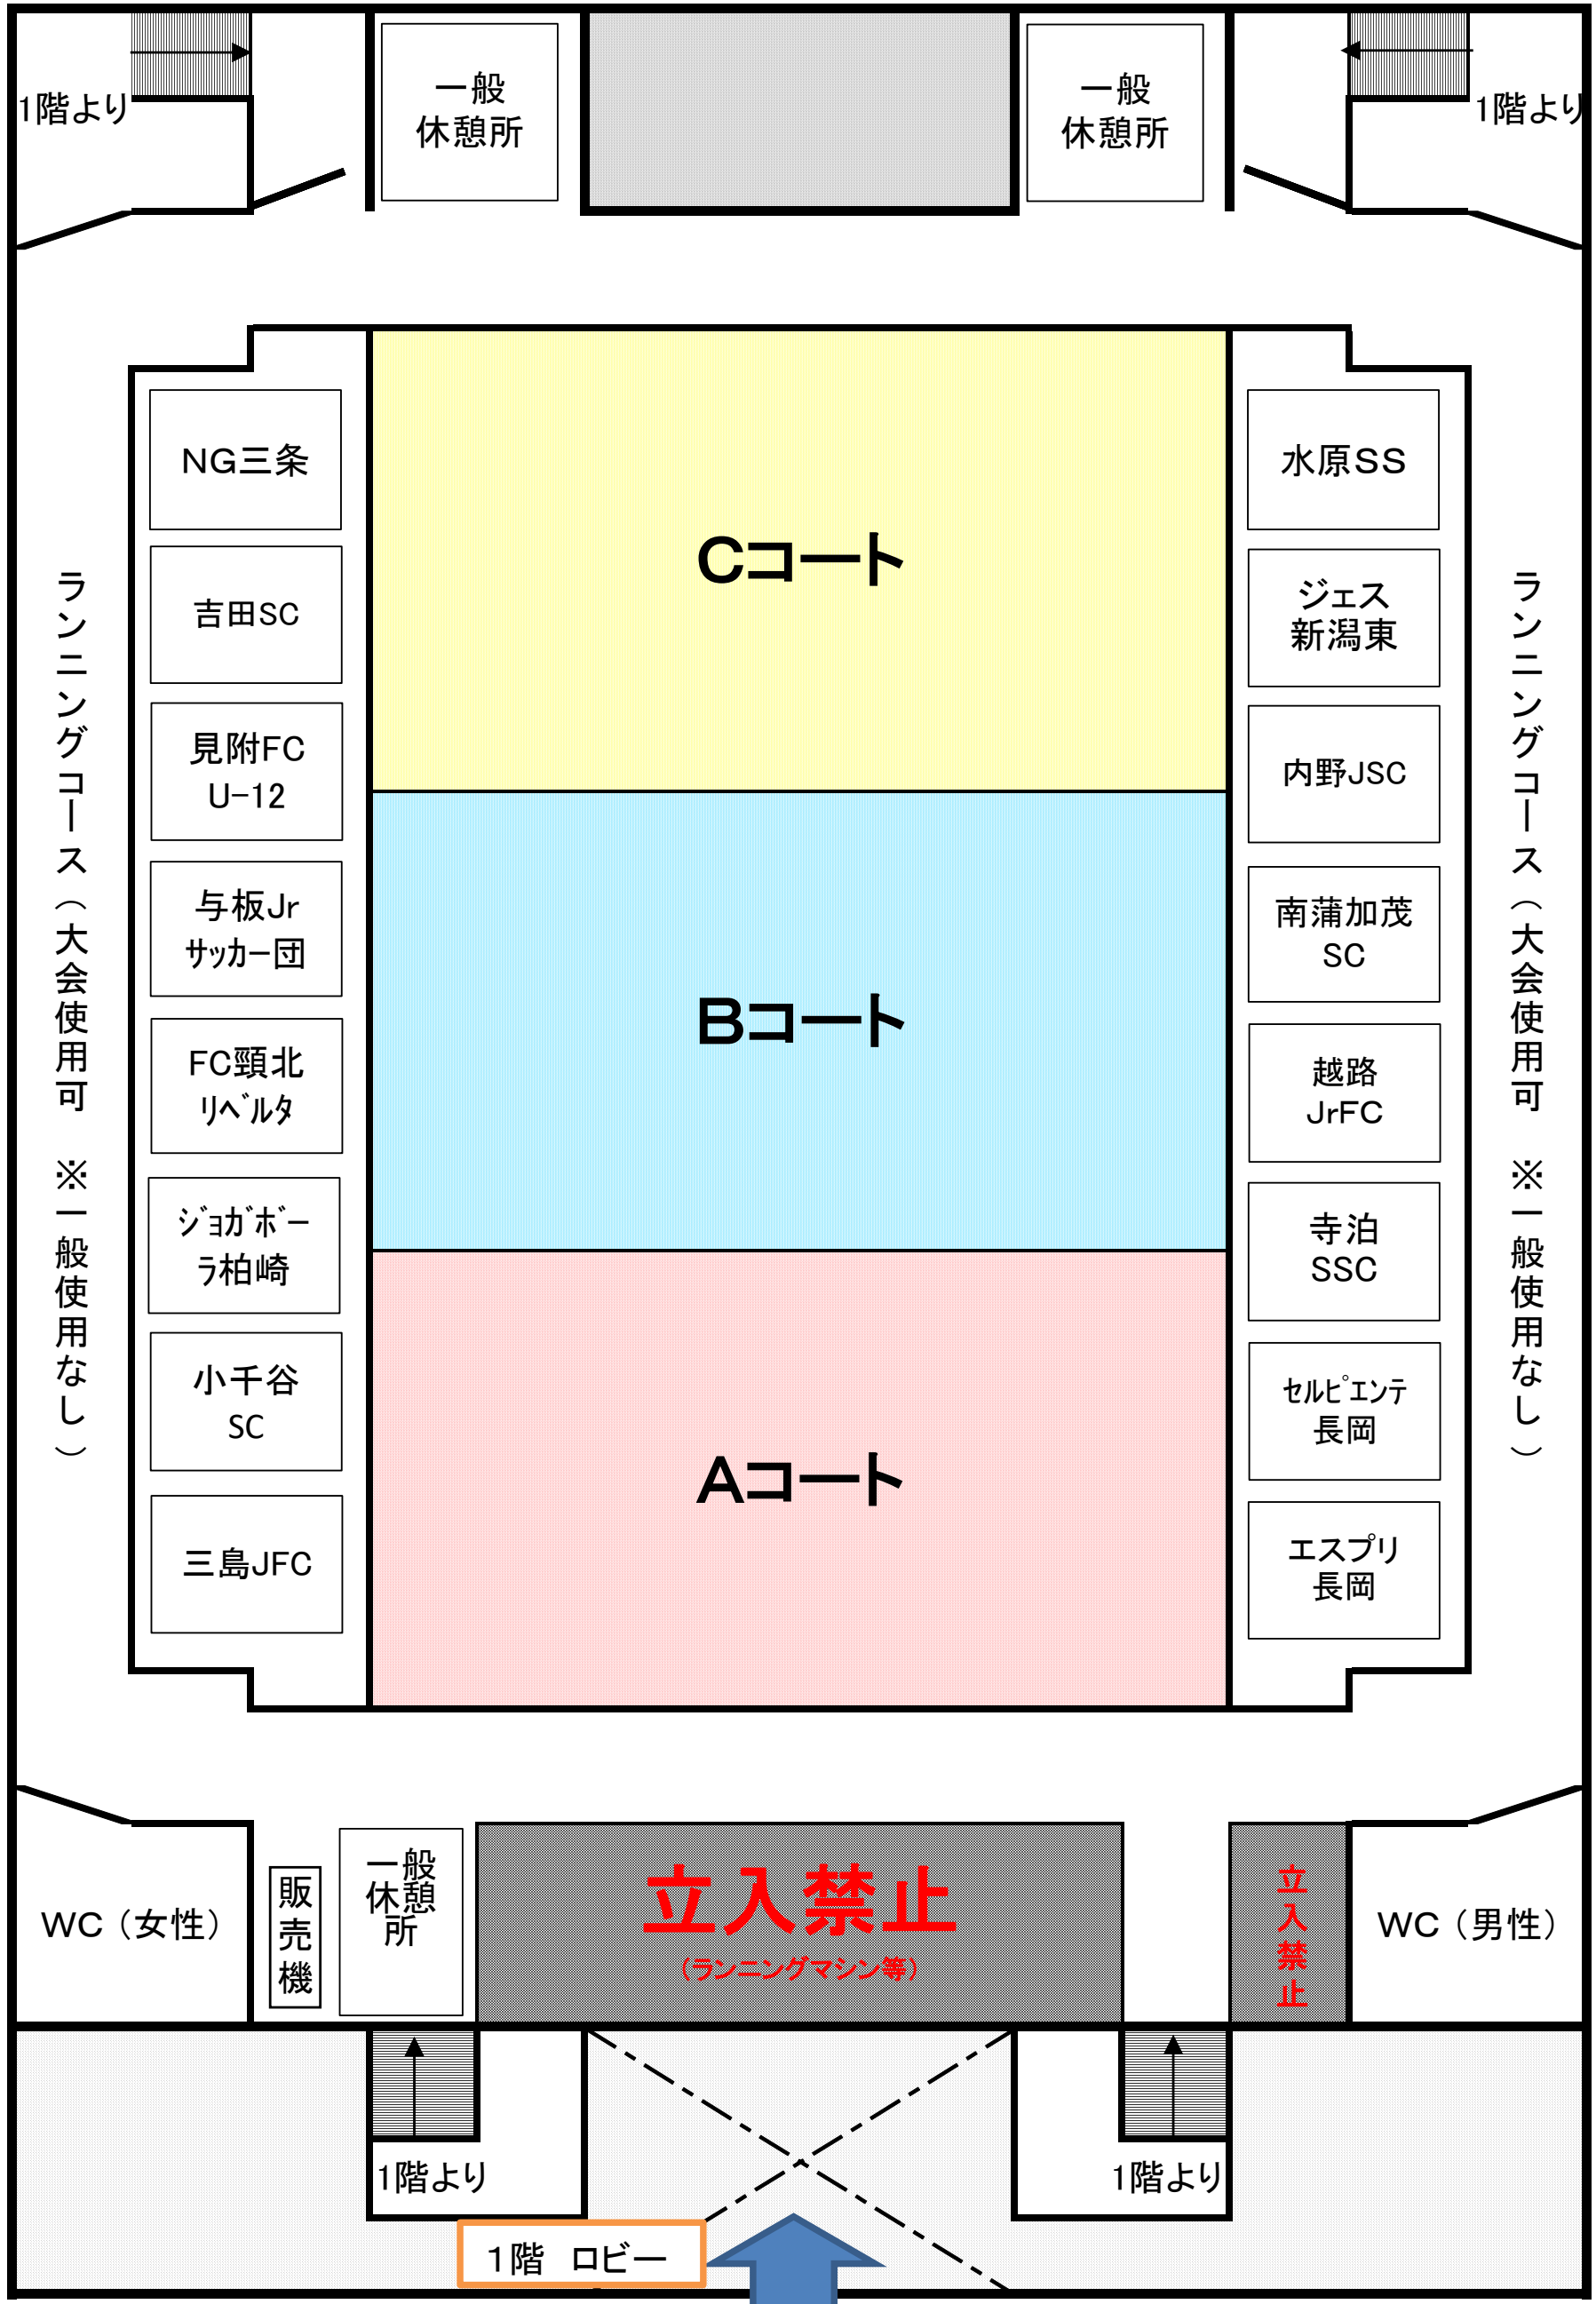 1階より
一般
休憩所
一般
休憩所
1階より
NG三条
水原SS
Cコート
吉田SC
ジェス
新潟東
見附FC
U-12
内野JSC
与板Jr
サッカー団
南蒲加茂
SC
Bコート
FC頸北
リベルタ
越路
JrFC
ジョガボー
ラ柏崎
寺泊
SSC
小千谷
SC
セルピエンテ
長岡
Aコート
三島JFC
エスプリ
長岡
ランニングコース（大会使用可　※一般使用なし）
ランニングコース（大会使用可　※一般使用なし）
WC（女性）
販売機
一般
休憩
所
立入禁止
（ランニングマシン等）
立入禁止
WC（男性）
1階より
1階より
1階　ロビー